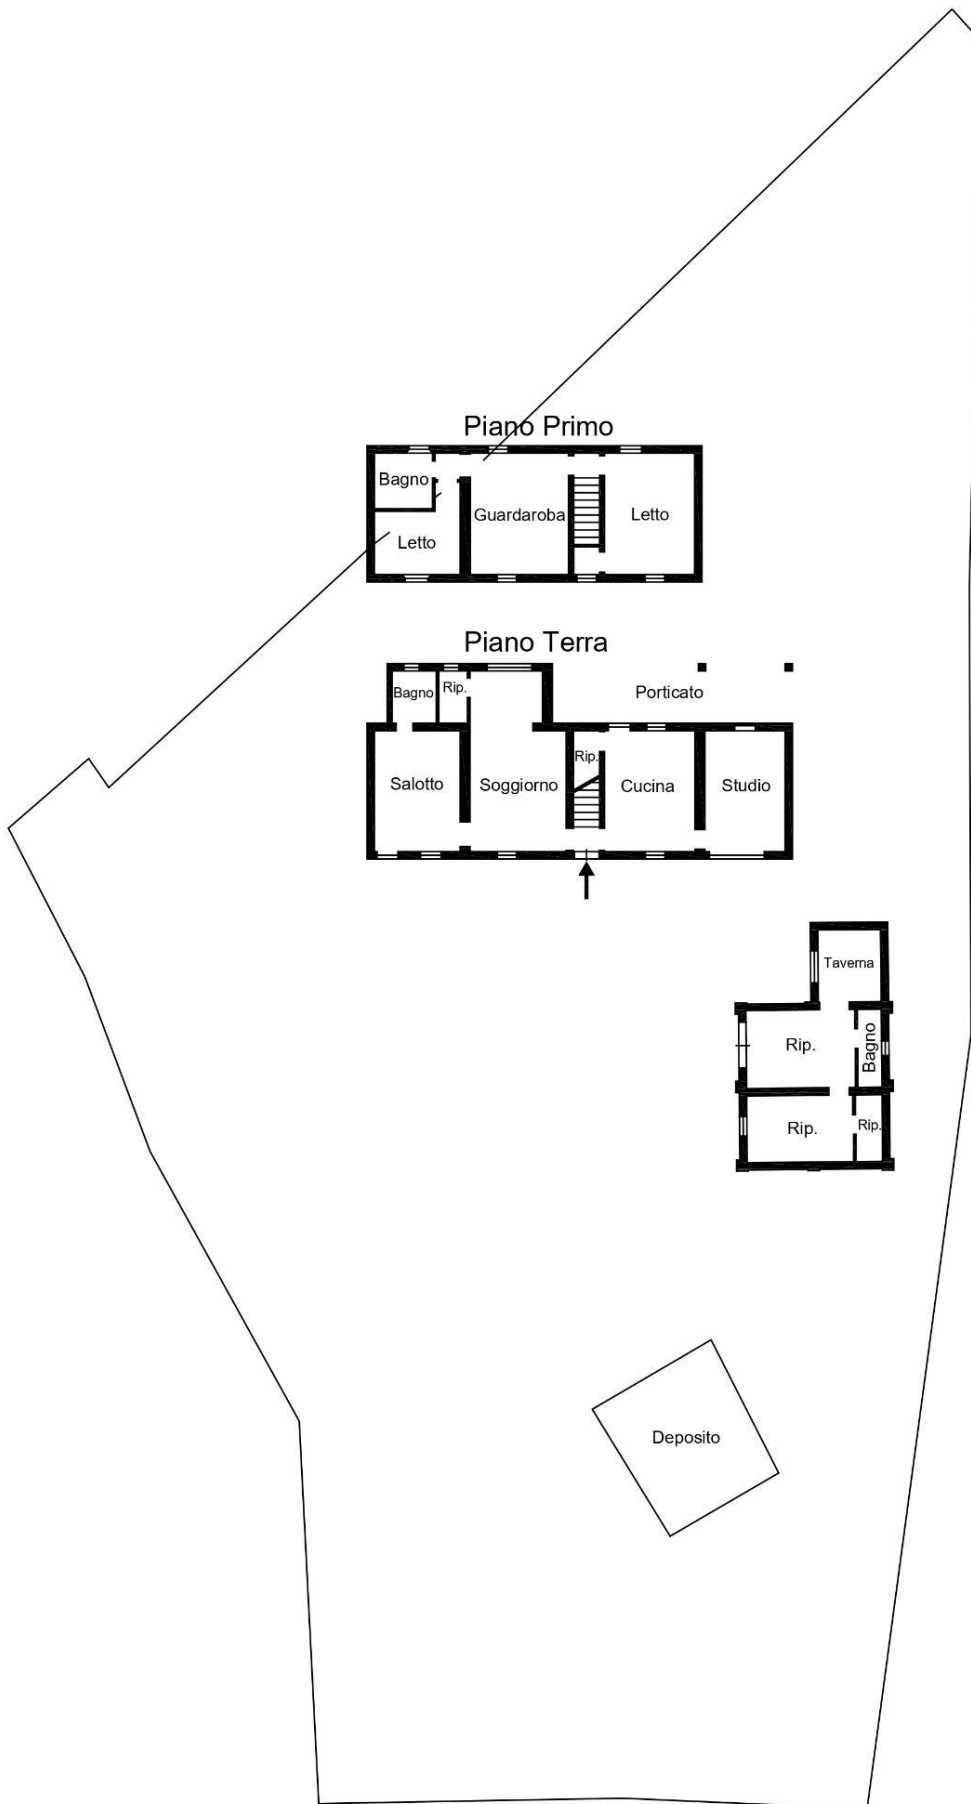 Piano Primo
Bagno
Guardaroba
Letto
Letto
Piano Terra
Bagno
Rip.
Porticato
Rip.
Salotto
Soggiorno
Cucina
Studio
Taverna
Rip.
Bagno
Rip.
Rip.
Deposito